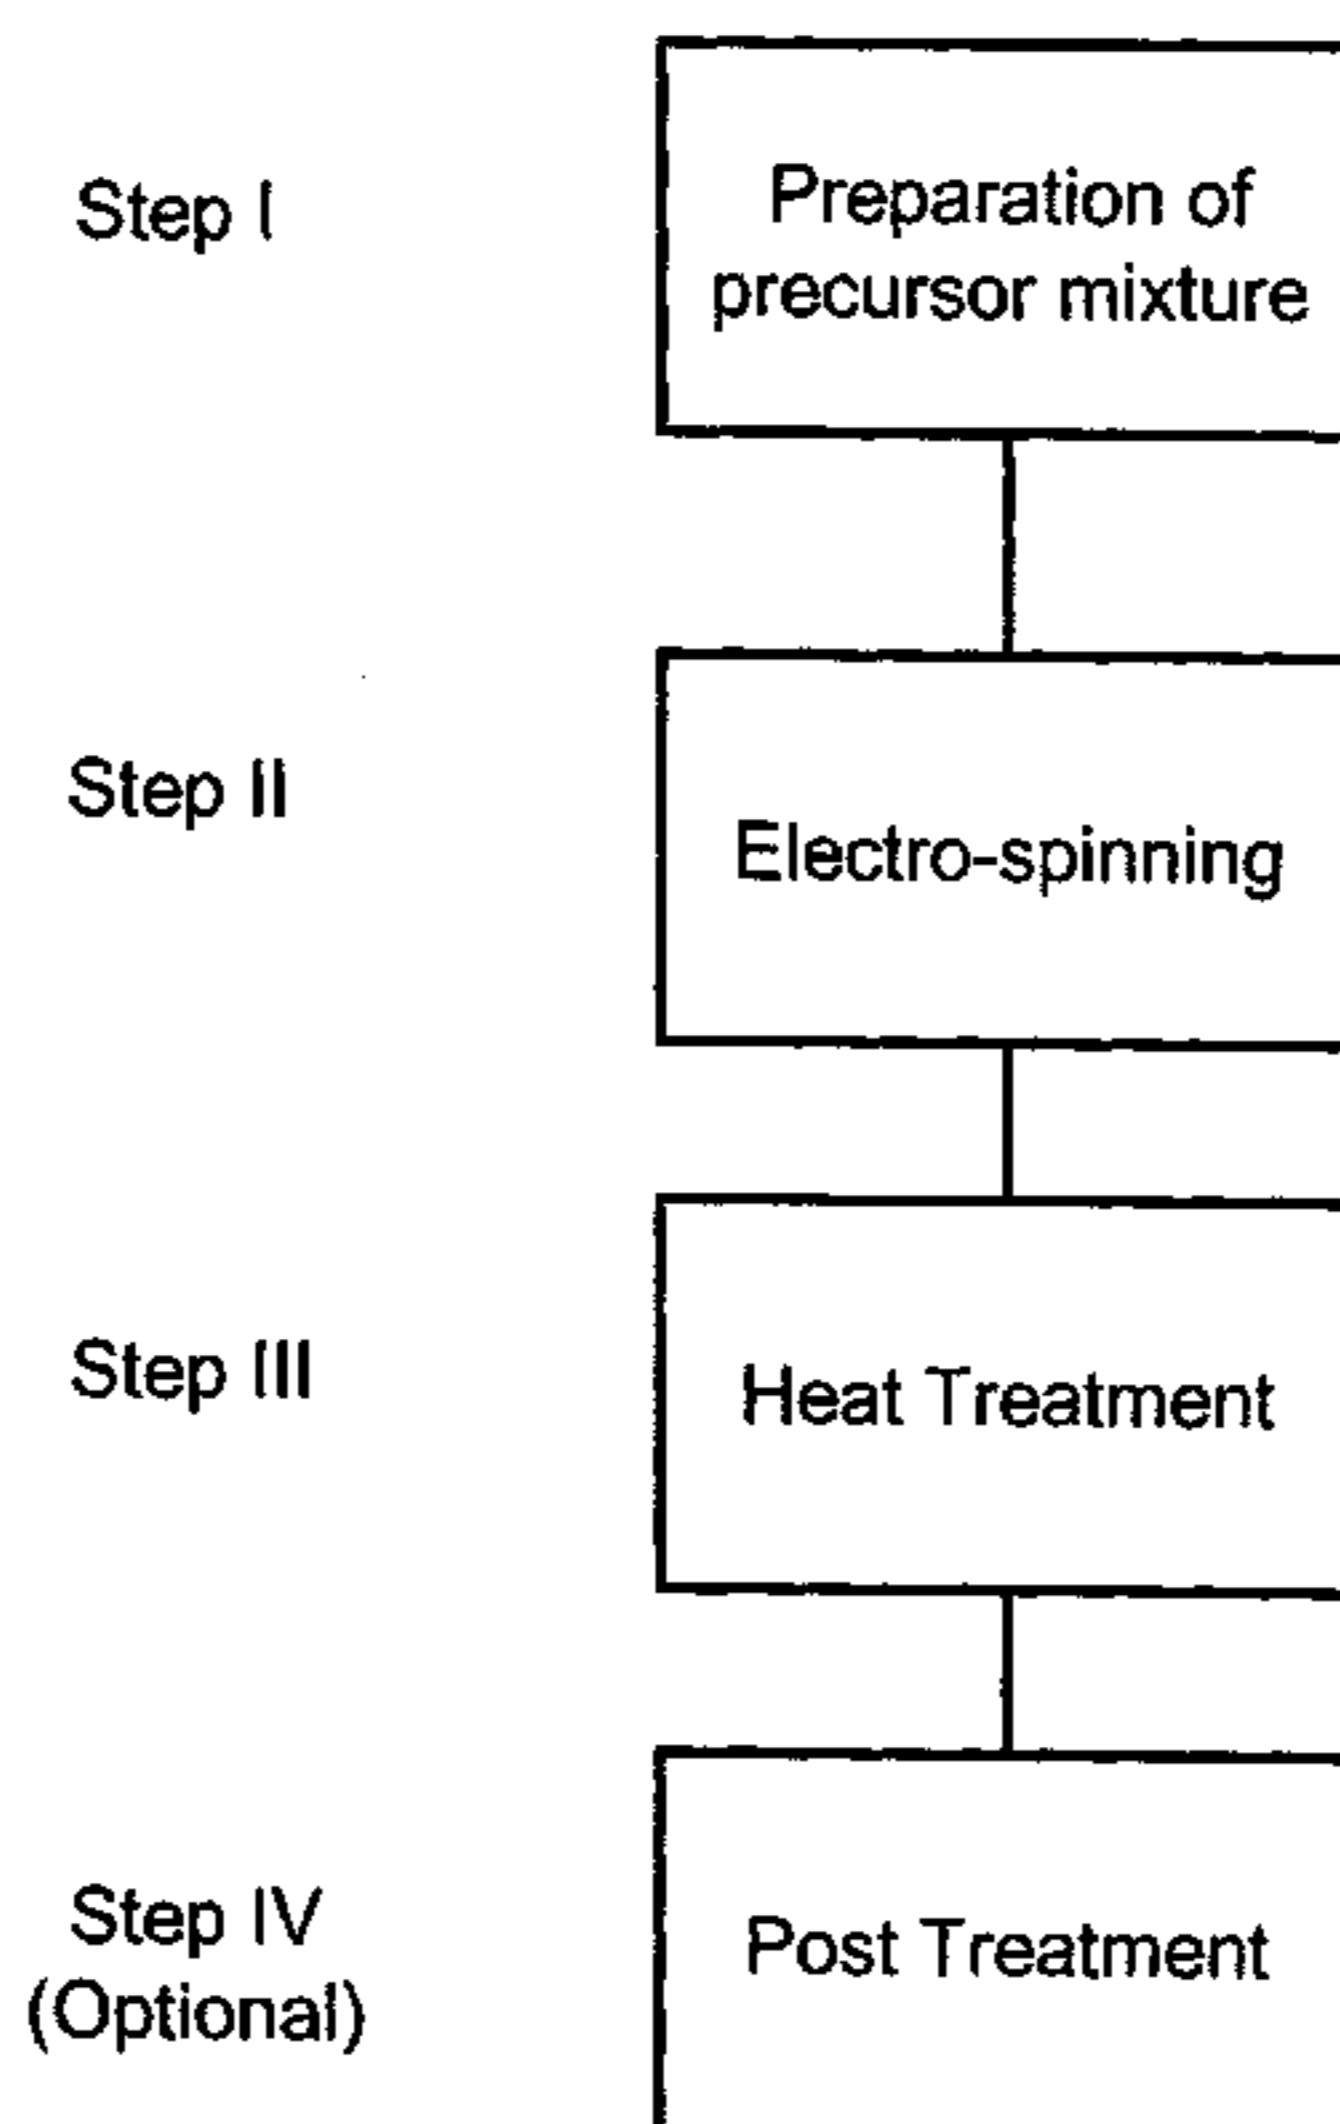 Step I
Preparation of
precursor mixture
Step II
Electro-spinning
Step III
Heat Treatment
Step IV
(Optional)
Post Treatment